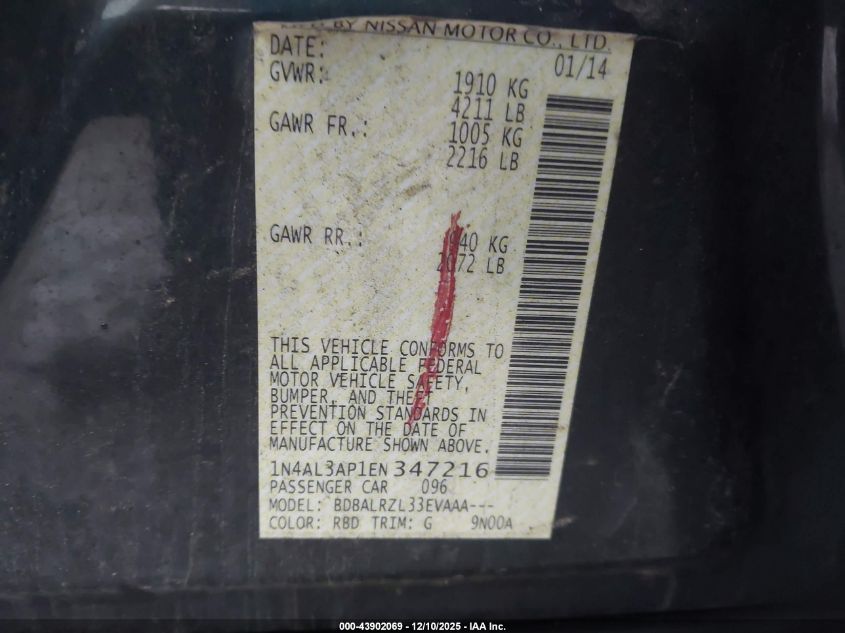 BY NISSAN MOTOR CO., LTD.
DATE: 01/14
GVWR: 1910 KG
4211 LB
GAWR FR.: 1005 KG
2216 LB
GAWR RR.: 940 KG
2072 LB
THIS VEHICLE CONFORMS TO
ALL APPLICABLE FEDERAL
MOTOR VEHICLE SAFETY,
BUMPER, AND THEFT
PREVENTION STANDARDS IN
EFFECT ON THE DATE OF
MANUFACTURE SHOWN ABOVE.
1N4AL3AP1EN347216
PASSENGER CAR 096
MODEL: BDBALRZL33EVAAA---
COLOR: RBD TRIM: G 9N00A
000-43902069 - 12/10/2025 - IAA Inc.